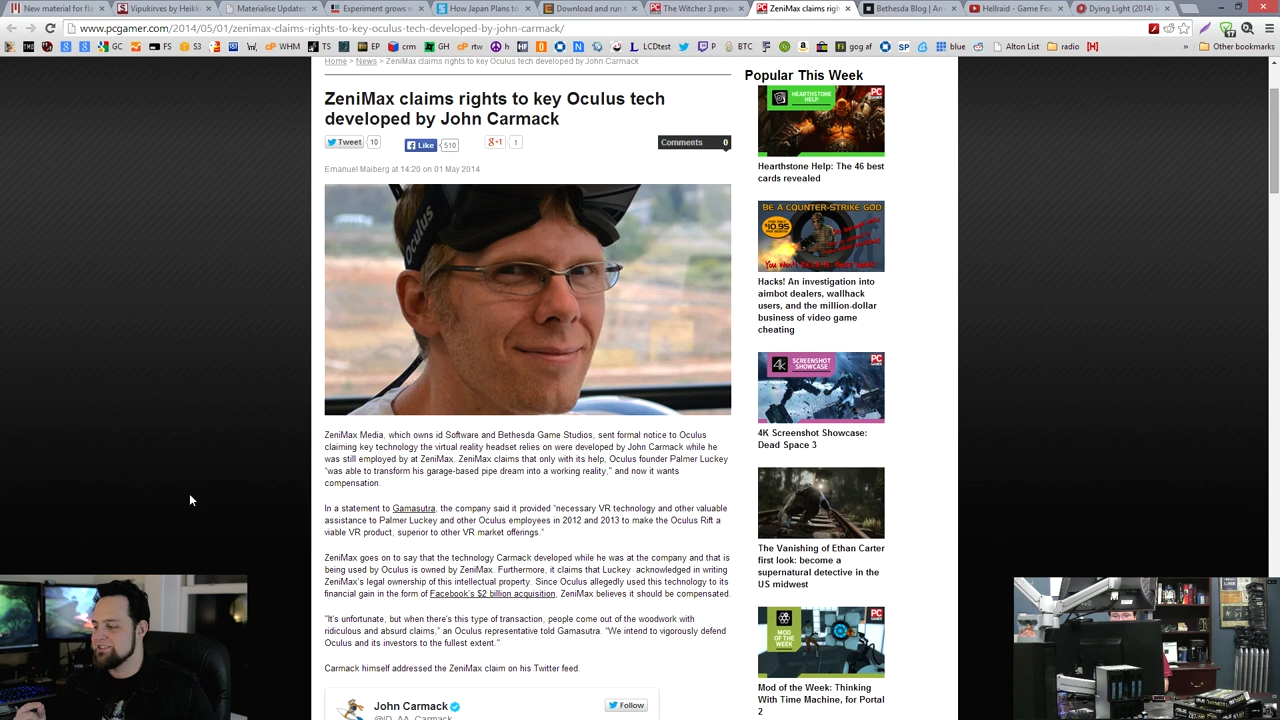 New material for fla
Vipukirves by Heikki
Materialise Updates
Experiment grows n
How Japan Plans to
Download and run t
The Witcher 3 previe
ZeniMax claims righ
Bethesda Blog | An
Hellraid - Game Fea
Dying Light (2014) i
www.pcgamer.com/2014/05/01/zenimax-claims-rights-to-key-oculus-tech-developed-by-john-carmack/
GC
FS
S3
WHM
TS
EP
crm
GH
rtw
h
HF
LCDtest
P
BTC
Fi
gog af
SP
blue
Alton List
radio
[H]
»
Other bookmarks
Home > News > ZeniMax claims rights to key Oculus tech developed by John Carmack
ZeniMax claims rights to key Oculus tech
developed by John Carmack
Tweet 10
Like 510
g+1 1
Comments 0
Emanuel Maiberg at 14:20 on 01 May 2014
Oculus
ZeniMax Media, which owns id Software and Bethesda Game Studios, sent formal notice to Oculus
claiming key technology the virtual reality headset relies on were developed by John Carmack while he
was still employed by at ZeniMax. ZeniMax claims that only with its help, Oculus founder Palmer Luckey
“was able to transform his garage-based pipe dream into a working reality,” and now it wants
compensation.
In a statement to Gamasutra, the company said it provided “necessary VR technology and other valuable
assistance to Palmer Luckey and other Oculus employees in 2012 and 2013 to make the Oculus Rift a
viable VR product, superior to other VR market offerings.”
ZeniMax goes on to say that the technology Carmack developed while he was at the company and that is
being used by Oculus is owned by ZeniMax. Furthermore, it claims that Luckey acknowledged in writing
ZeniMax’s legal ownership of this intellectual property. Since Oculus allegedly used this technology to its
financial gain in the form of Facebook’s $2 billion acquisition, ZeniMax believes it should be compensated.
“It’s unfortunate, but when there’s this type of transaction, people come out of the woodwork with
ridiculous and absurd claims,” an Oculus representative told Gamasutra. “We intend to vigorously defend
Oculus and its investors to the fullest extent.”
Carmack himself addressed the ZeniMax claim on his Twitter feed.
John Carmack
@ID_AA_Carmack
Follow
Popular This Week
HEARTHSTONE
HELP
PC GAMER
Hearthstone Help: The 46 best
cards revealed
BE A COUNTER-STRIKE GOD
$10.95
Hacks! An investigation into
aimbot dealers, wallhack
users, and the million-dollar
business of video game
cheating
4K
SCREENSHOT
SHOWCASE
PC GAMER
4K Screenshot Showcase:
Dead Space 3
The Vanishing of Ethan Carter
first look: become a
supernatural detective in the
US midwest
MOD OF
THE WEEK
PC GAMER
Mod of the Week: Thinking
With Time Machine, for Portal
2